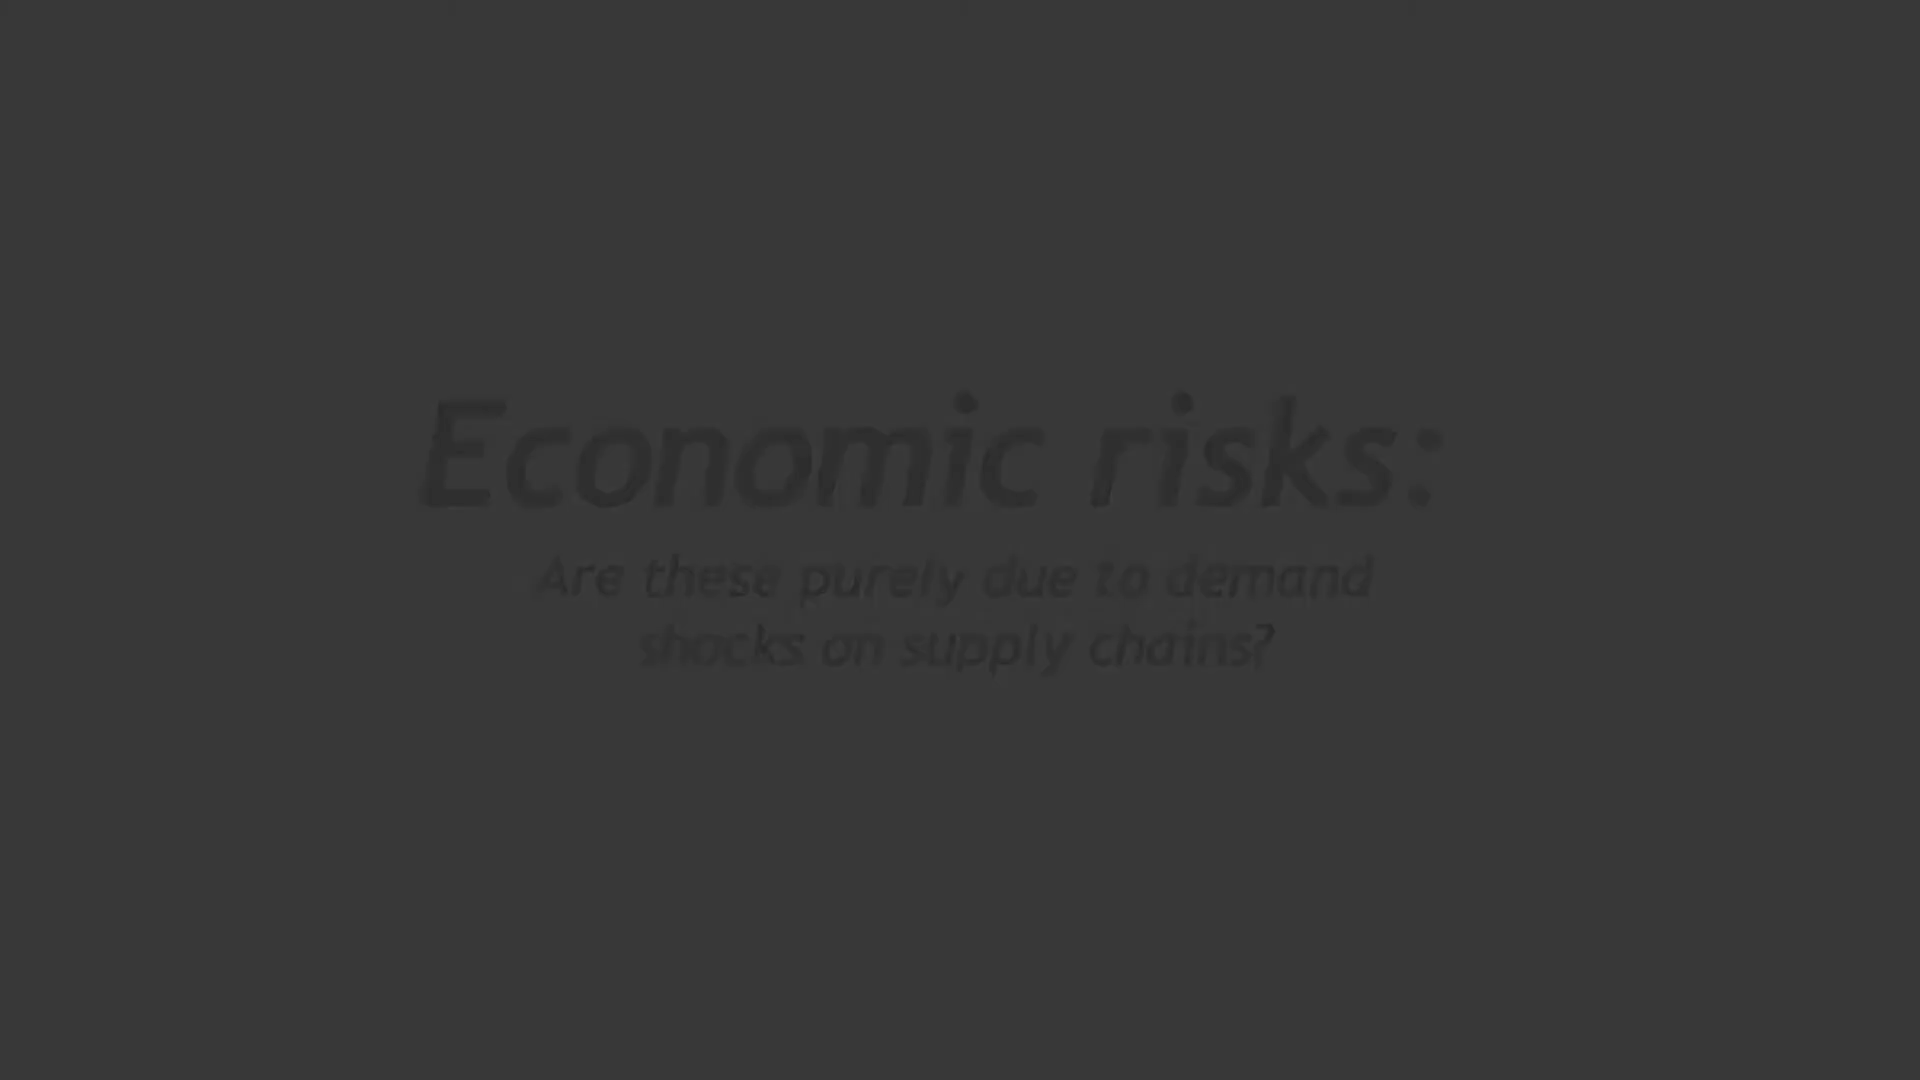 Economic risks:
Are these purely due to demand
shocks on supply chains?